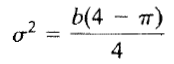 σ² = b(4 − π) / 4